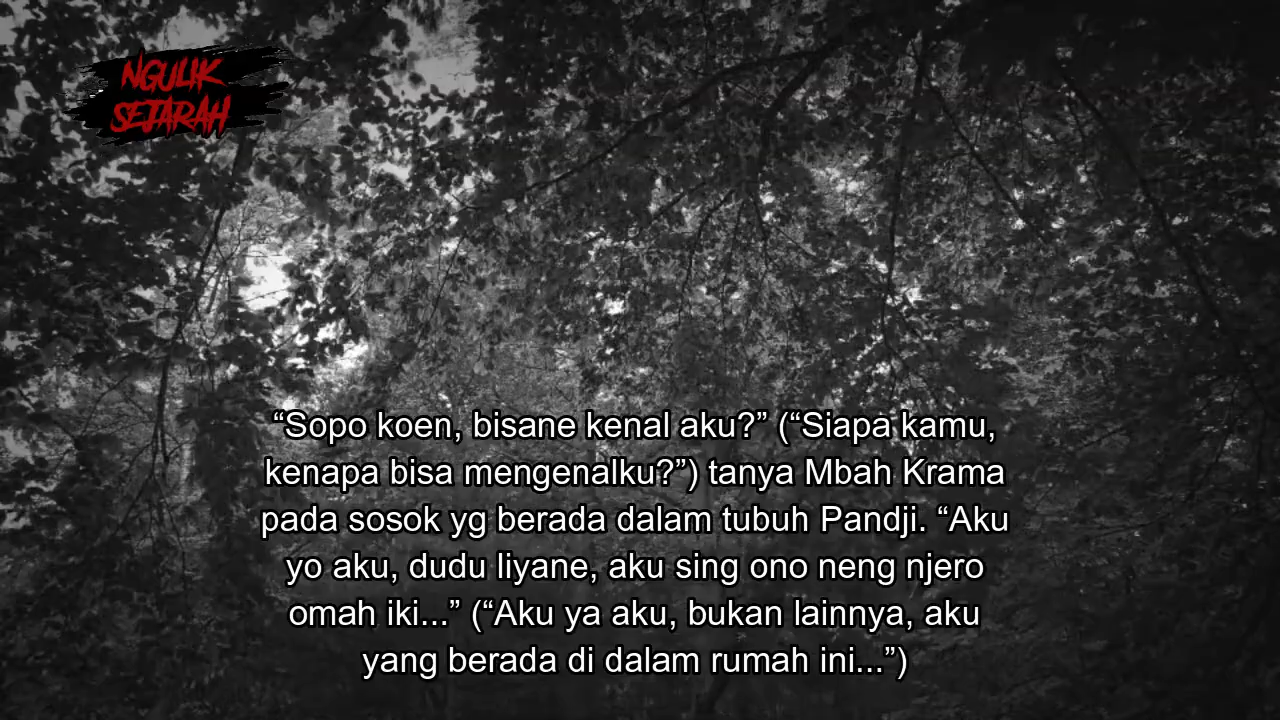 NGULIK
SEJARAH
“Sopo koen, bisane kenal aku?” (“Siapa kamu,
kenapa bisa mengenalku?”) tanya Mbah Krama
pada sosok yg berada dalam tubuh Pandji. “Aku
yo aku, dudu liyane, aku sing ono neng njero
omah iki...” (“Aku ya aku, bukan lainnya, aku
yang berada di dalam rumah ini...”)